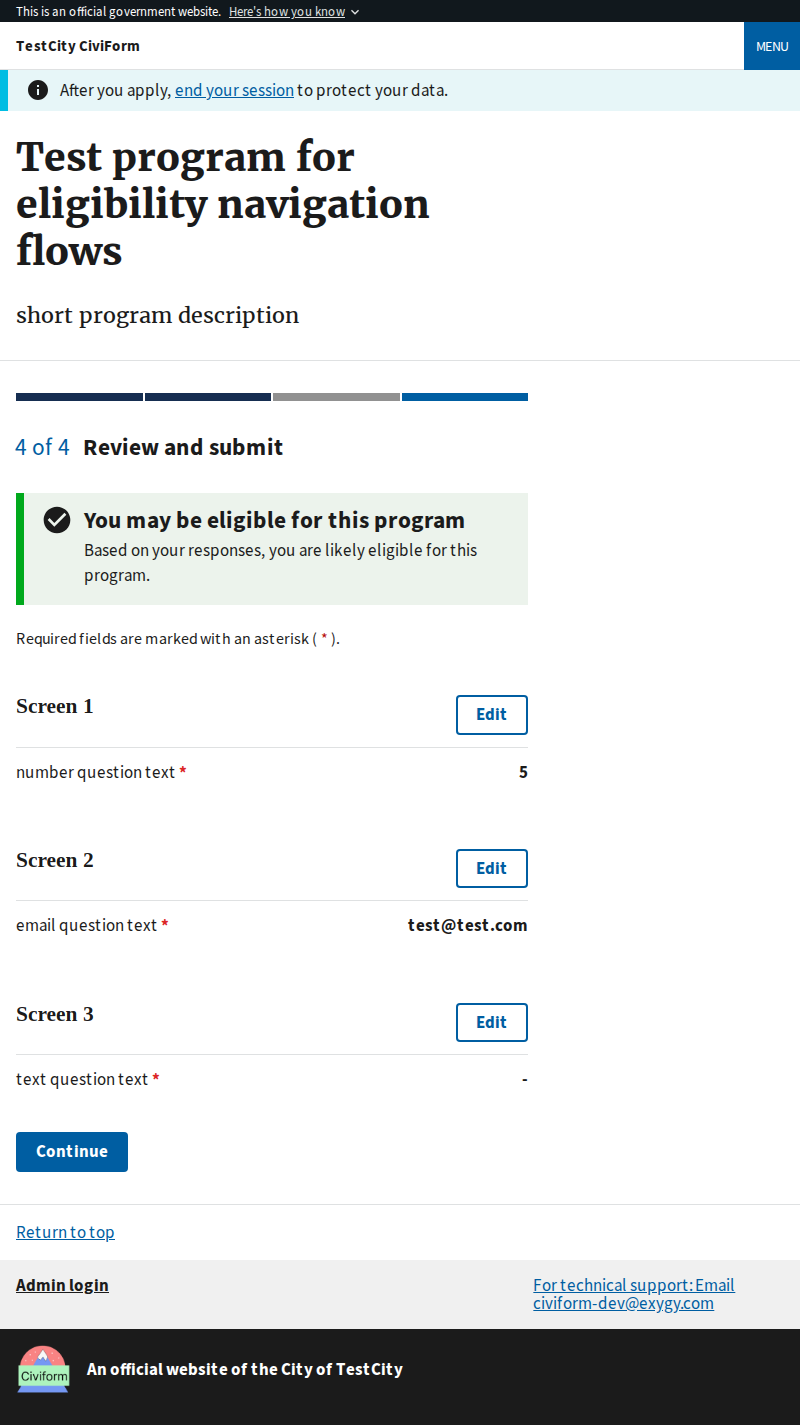 This is an official government website. Here's how you know
TestCity CiviForm
MENU
After you apply, end your session to protect your data.
Test program for
eligibility navigation
flows
short program description
4 of 4 Review and submit
You may be eligible for this program
Based on your responses, you are likely eligible for this
program.
Required fields are marked with an asterisk ( * ).
Screen 1
Edit
number question text *
5
Screen 2
Edit
email question text *
test@test.com
Screen 3
Edit
text question text *
-
Continue
Return to top
Admin login
For technical support: Email
civiform-dev@exygy.com
Civiform
An official website of the City of TestCity